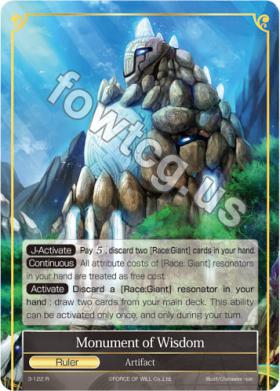 fowtcg.us
J-Activate Pay 5, discard two [Race:Giant] cards in your hand.
Continuous All attribute costs of [Race: Giant] resonators
in your hand are treated as free cost.
Activate Discard a [Race:Giant] resonator in your
hand : draw two cards from your main deck. This ability
can be activated only once, and only during your turn.
Monument of Wisdom
Ruler Artifact
3-122 R ©FORCE OF WILL Co.,Ltd. Illust/